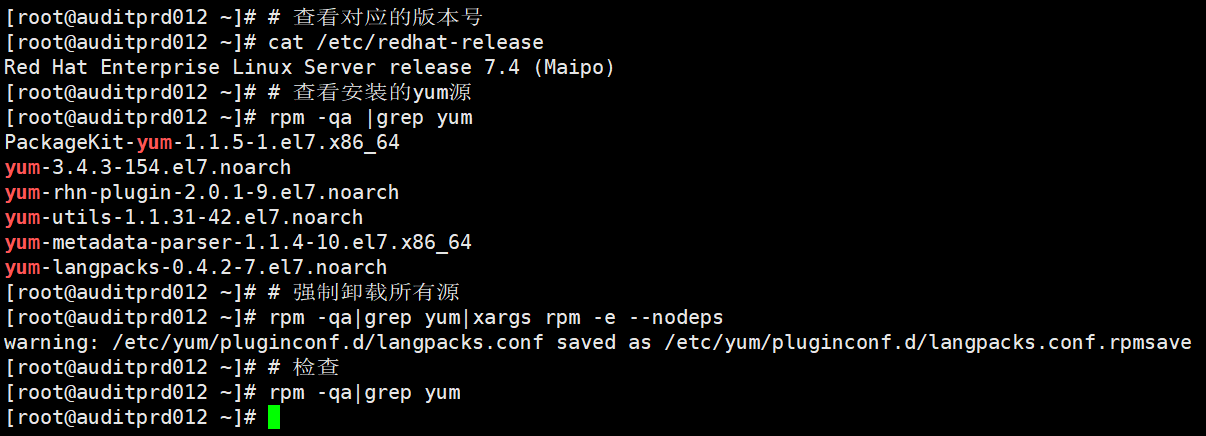 [root@auditprd012 ~]# # 查看对应的版本号
[root@auditprd012 ~]# cat /etc/redhat-release
Red Hat Enterprise Linux Server release 7.4 (Maipo)
[root@auditprd012 ~]# # 查看安装的yum源
[root@auditprd012 ~]# rpm -qa |grep yum
PackageKit-yum-1.1.5-1.el7.x86_64
yum-3.4.3-154.el7.noarch
yum-rhn-plugin-2.0.1-9.el7.noarch
yum-utils-1.1.31-42.el7.noarch
yum-metadata-parser-1.1.4-10.el7.x86_64
yum-langpacks-0.4.2-7.el7.noarch
[root@auditprd012 ~]# # 强制卸载所有源
[root@auditprd012 ~]# rpm -qa|grep yum|xargs rpm -e --nodeps
warning: /etc/yum/pluginconf.d/langpacks.conf saved as /etc/yum/pluginconf.d/langpacks.conf.rpmsave
[root@auditprd012 ~]# # 检查
[root@auditprd012 ~]# rpm -qa|grep yum
[root@auditprd012 ~]#